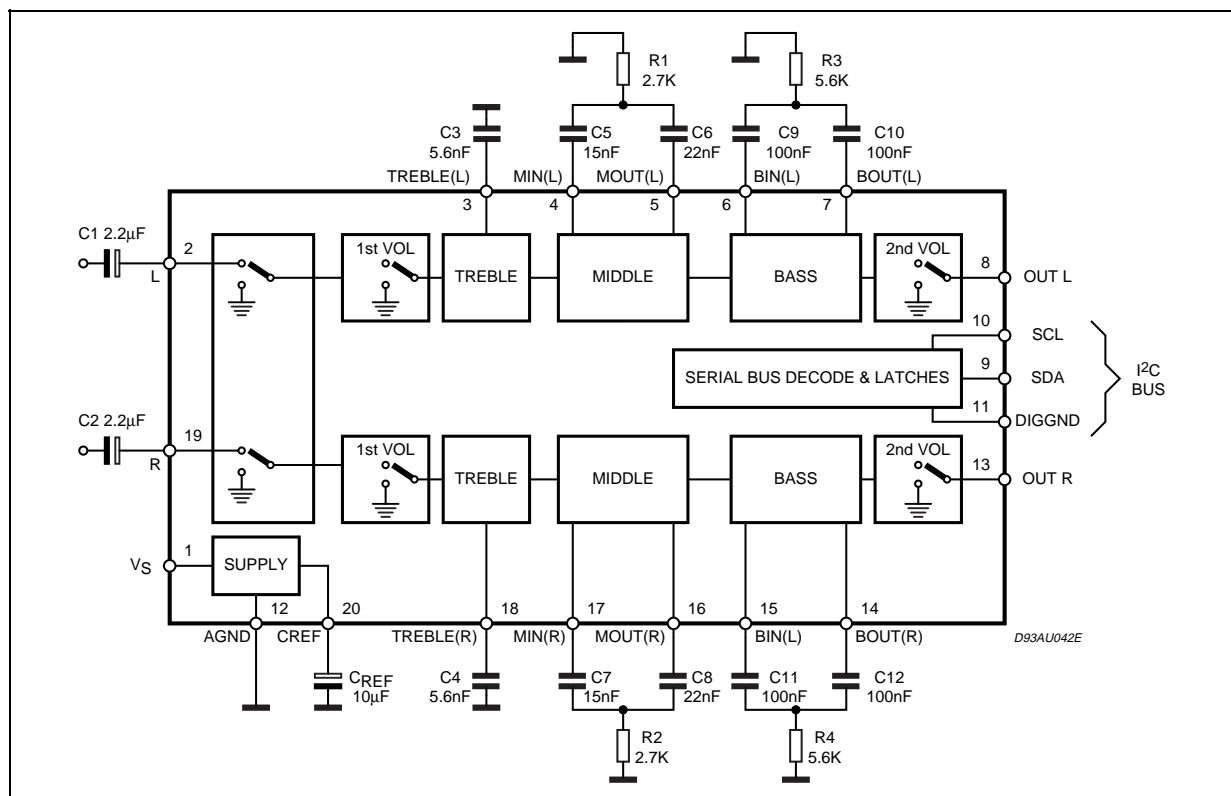 R1
2.7K
R3
5.6K
C3
5.6nF
C5
15nF
C6
22nF
C9
100nF
C10
100nF
TREBLE(L)
MIN(L)
MOUT(L)
BIN(L)
BOUT(L)
3
4
5
6
7
C1 2.2μF
2
L
1st VOL
TREBLE
MIDDLE
BASS
2nd VOL
8
OUT L
10
SCL
SERIAL BUS DECODE & LATCHES
9
SDA
I2C
BUS
11
DIGGND
C2 2.2μF
19
R
1st VOL
TREBLE
MIDDLE
BASS
2nd VOL
13
OUT R
VS
1
SUPPLY
12
20
18
17
16
15
14
AGND
CREF
TREBLE(R)
MIN(R)
MOUT(R)
BIN(L)
BOUT(R)
D93AU042E
CREF
10μF
C4
5.6nF
C7
15nF
C8
22nF
C11
100nF
C12
100nF
R2
2.7K
R4
5.6K